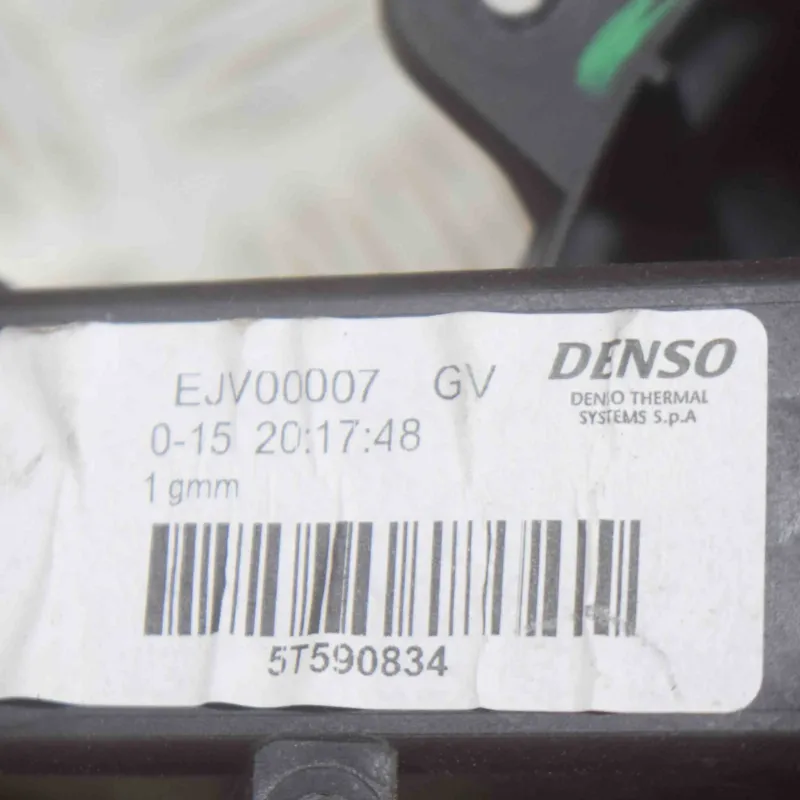 EJV00007 GV
DENSO
DENSO THERMAL
SYSTEMS S.p.A
0-15 20:17:48
1 gmm
5T590834